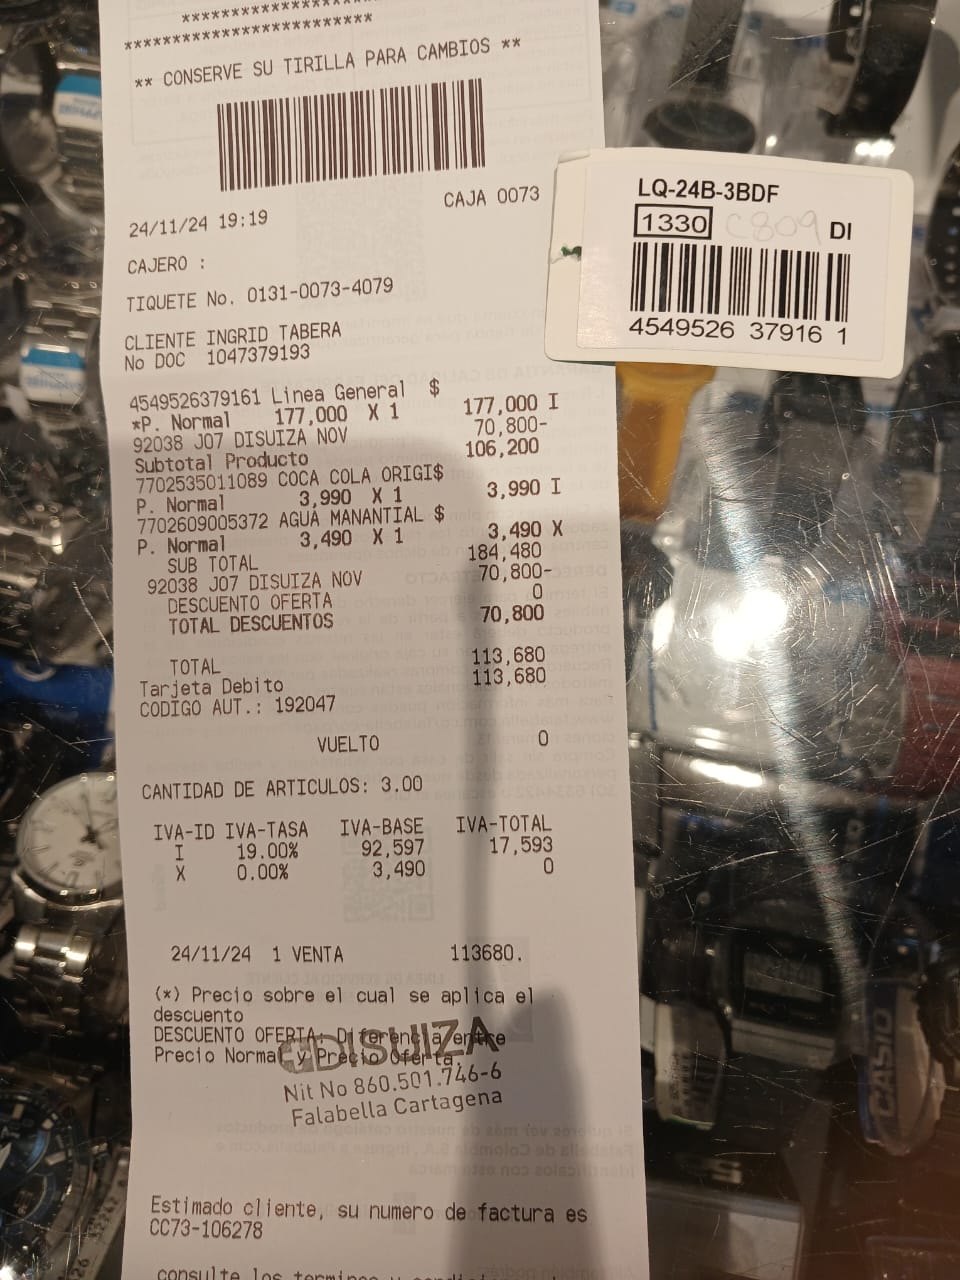 ************************
************************
** CONSERVE SU TIRILLA PARA CAMBIOS **
CAJA 0073
24/11/24 19:19
CAJERO :
TIQUETE No. 0131-0073-4079
CLIENTE INGRID TABERA
No DOC 1047379193
4549526379161 Linea General $
*P. Normal 177,000 X 1 177,000 I
92038 J07 DISUIZA NOV 70,800-
Subtotal Producto 106,200
7702535011089 COCA COLA ORIGI$
P. Normal 3,990 X 1 3,990 I
7702609005372 AGUA MANANTIAL $
P. Normal 3,490 X 1 3,490 X
SUB TOTAL 184,480
92038 J07 DISUIZA NOV 70,800-
DESCUENTO OFERTA 0
TOTAL DESCUENTOS 70,800
TOTAL 113,680
Tarjeta Debito 113,680
CODIGO AUT.: 192047
VUELTO 0
CANTIDAD DE ARTICULOS: 3.00
IVA-ID IVA-TASA IVA-BASE IVA-TOTAL
I 19.00% 92,597 17,593
X 0.00% 3,490 0
24/11/24 1 VENTA 113680.
(*) Precio sobre el cual se aplica el
descuento
DESCUENTO OFERTA: Diferencia entre
Precio Normal y Precio Oferta.
DISUIZA
Nit No 860.501.746-6
Falabella Cartagena
Estimado cliente, su numero de factura es
CC73-106278
consulte los terminos y
LQ-24B-3BDF
1330 C809 DI
4549526 37916 1
CASIO